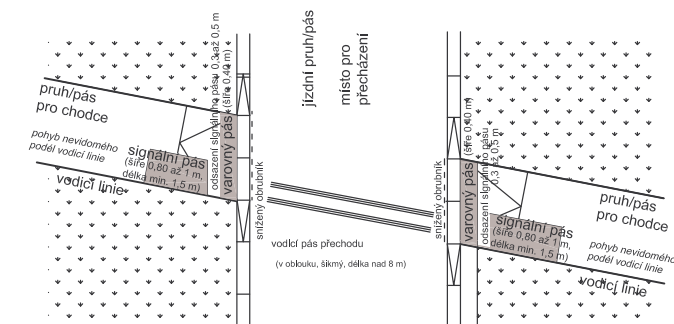 pruh/pás
pro chodce
pohyb nevidomého
podél vodicí linie
signální pás
(šíře 0,80 až 1 m,
délka min. 1,5 m)
vodicí linie
odsazení signálního pásu 0,3 až 0,5 m
varovný pás (šíře 0,40 m)
snížený obrubník
jízdní pruh/pás
místo pro
přecházení
vodicí pás přechodu
(v oblouku, šikmý, délka nad 8 m)
snížený obrubník
varovný pás (šíře 0,40 m)
odsazení signálního pásu
0,3 až 0,5 m
pruh/pás
pro chodce
signální pás
(šíře 0,80 až 1 m,
délka min. 1,5 m)
pohyb nevidomého
podél vodicí linie
vodicí linie